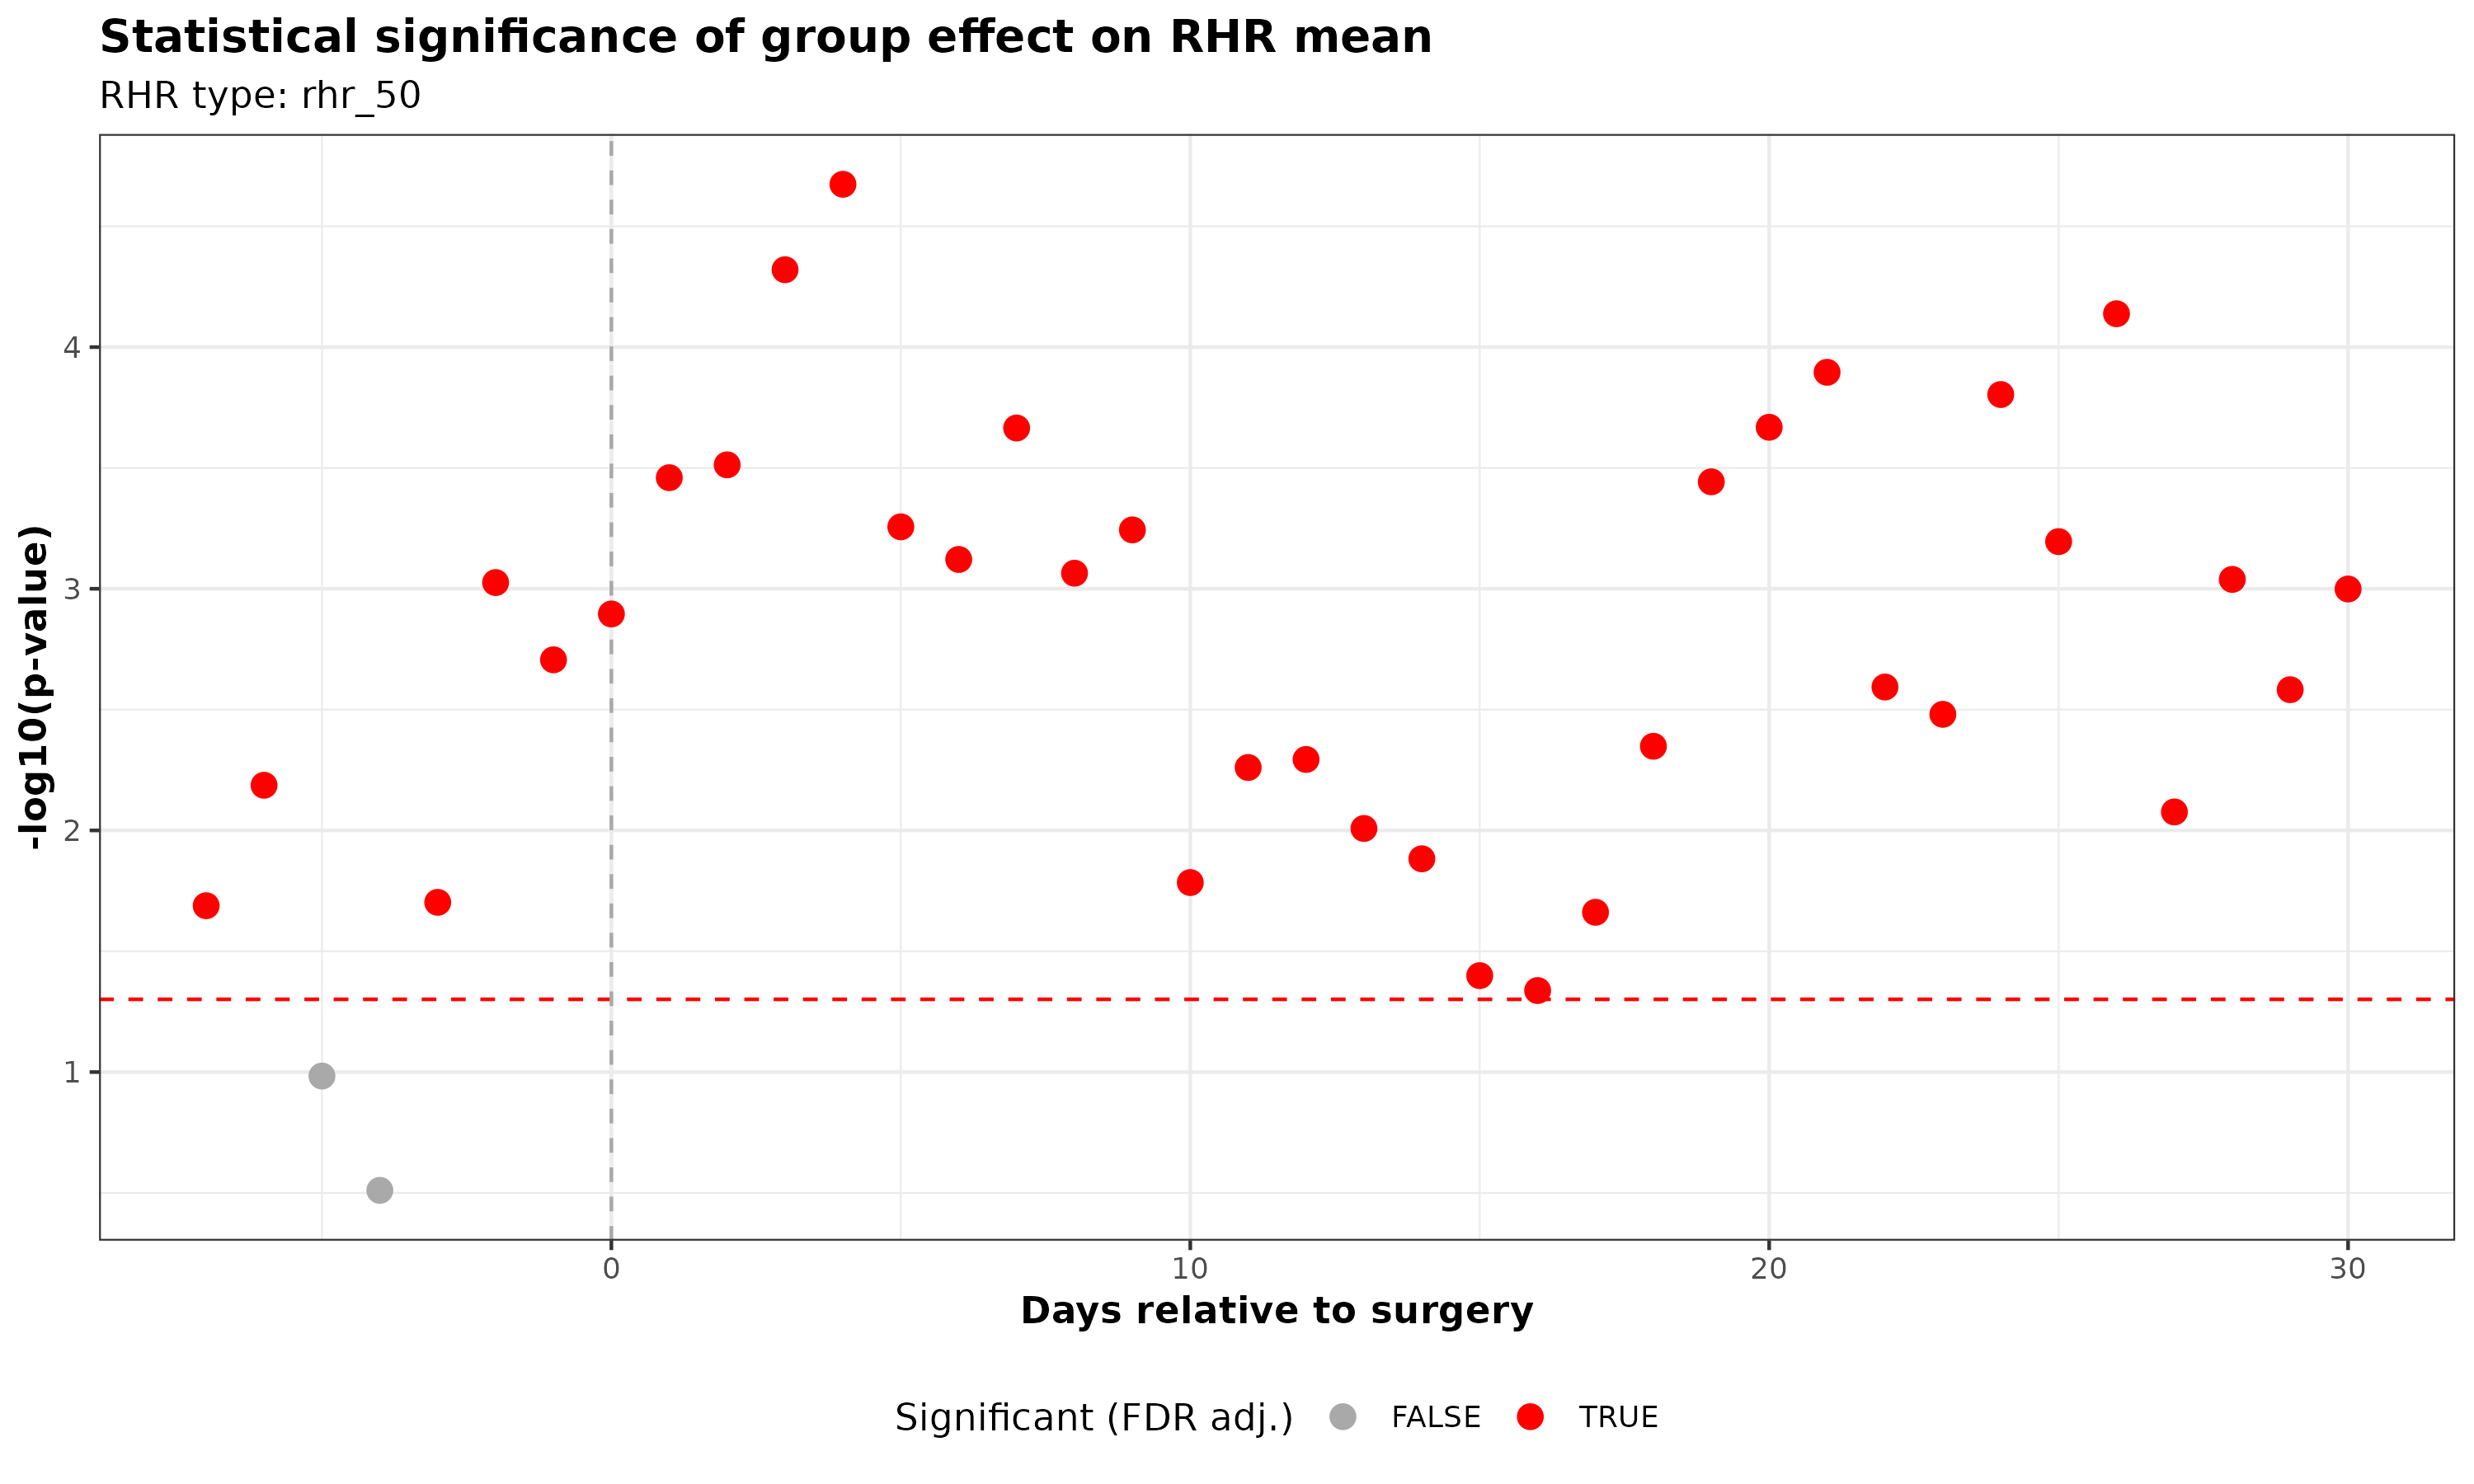 Statistical significance of group effect on RHR mean
RHR type: rhr_50
-log10(p-value)
4
3
2
1
0 10 20 30
Days relative to surgery
Significant (FDR adj.) FALSE TRUE